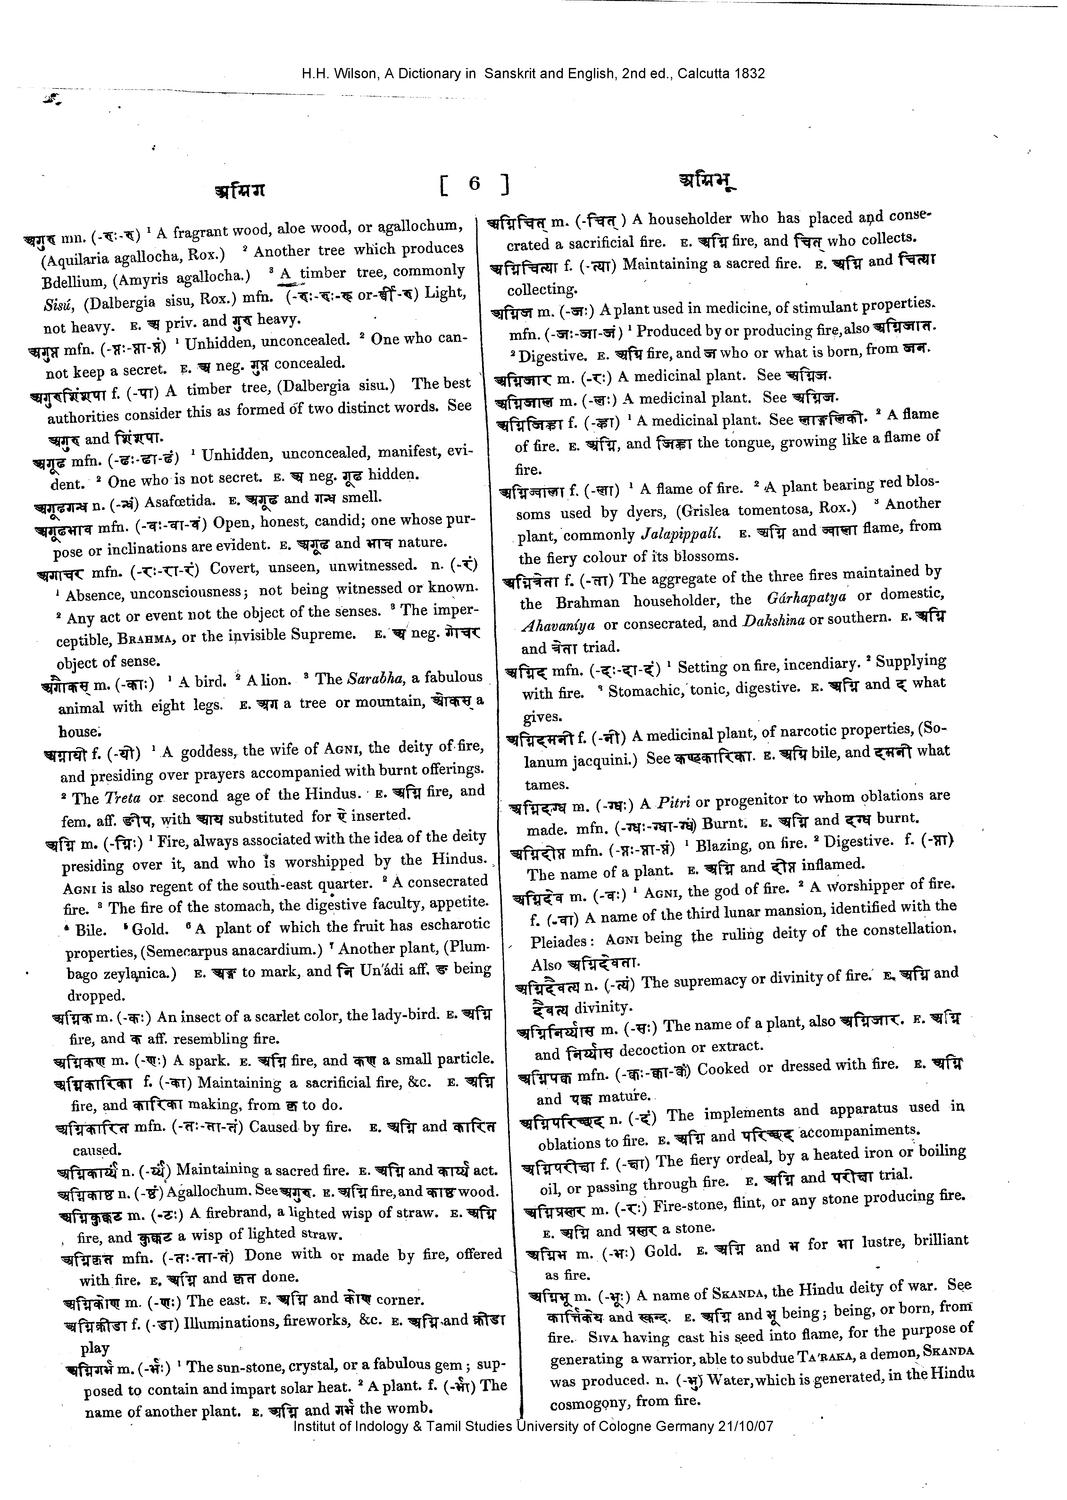 H.H. Wilson, A Dictionary in Sanskrit and English, 2nd ed., Calcutta 1832
अग्निग [ 6 ] अग्निभू
अगुरु mn. (-रुः-रु) ¹ A fragrant wood, aloe wood, or agallochum,
(Aquilaria agallocha, Rox.) ² Another tree which produces
Bdellium, (Amyris agallocha.) ³ A timber tree, commonly
Sisú, (Dalbergia sisu, Rox.) mfn. (-रुः-रुः-रू or-र्वी-रु) Light,
not heavy. E. अ priv. and गुरु heavy.
अगुप्त mfn. (-प्तः-प्ता-प्तं) ¹ Unhidden, unconcealed. ² One who can-
not keep a secret. E. अ neg. गुप्त concealed.
अगुरुशिंशपा f. (-पा) A timber tree, (Dalbergia sisu.) The best
authorities consider this as formed of two distinct words. See
अगुरु and शिंशपा.
अगूढ mfn. (-ढः-ढा-ढं) ¹ Unhidden, unconcealed, manifest, evi-
dent. ² One who is not secret. E. अ neg. गूढ hidden.
अगूढगन्ध n. (-न्धं) Asafœtida. E. अगूढ and गन्ध smell.
अगूढभाव mfn. (-वः-वा-वं) Open, honest, candid; one whose pur-
pose or inclinations are evident. E. अगूढ and भाव nature.
अगोचर mfn. (-रः-रा-रं) Covert, unseen, unwitnessed. n. (-रं)
¹ Absence, unconsciousness; not being witnessed or known.
² Any act or event not the object of the senses. ³ The imper-
ceptible, BRAHMA, or the invisible Supreme. E. अ neg. गोचर
object of sense.
अगौकस् m. (-काः) ¹ A bird. ² A lion. ³ The Sarabha, a fabulous
animal with eight legs. E. अग a tree or mountain, ओकस् a
house.
अग्नायी f. (-यी) ¹ A goddess, the wife of AGNI, the deity of fire,
and presiding over prayers accompanied with burnt offerings.
² The Treta or second age of the Hindus. E. अग्नि fire, and
fem. aff. ङीप्, with आय substituted for ऐ inserted.
अग्नि m. (-ग्निः) ¹ Fire, always associated with the idea of the deity
presiding over it, and who is worshipped by the Hindus.
AGNI is also regent of the south-east quarter. ² A consecrated
fire. ³ The fire of the stomach, the digestive faculty, appetite.
⁴ Bile. ⁵ Gold. ⁶ A plant of which the fruit has escharotic
properties, (Semecarpus anacardium.) ⁷ Another plant, (Plum-
bago zeylanica.) E. अङ्ग to mark, and नि Un'ádi aff. ङ being
dropped.
अग्निक m. (-कः) An insect of a scarlet color, the lady-bird. E. अग्नि
fire, and क aff. resembling fire.
अग्निकण m. (-णः) A spark. E. अग्नि fire, and कण a small particle.
अग्निकारिका f. (-का) Maintaining a sacrificial fire, &c. E. अग्नि
fire, and कारिका making, from कृ to do.
अग्निकारित mfn. (-तः-ता-तं) Caused by fire. E. अग्नि and कारित
caused.
अग्निकार्य्य n. (-र्य्यं) Maintaining a sacred fire. E. अग्नि and कार्य्य act.
अग्निकाष्ठ n. (-ष्ठं) Agallochum. See अगुरु. E. अग्नि fire, and काष्ठ wood.
अग्निकुक्कुट m. (-टः) A firebrand, a lighted wisp of straw. E. अग्नि
fire, and कुक्कुट a wisp of lighted straw.
अग्निकृत mfn. (-तः-ता-तं) Done with or made by fire, offered
with fire. E. अग्नि and कृत done.
अग्निकोण m. (-णः) The east. E. अग्नि and कोण corner.
अग्निक्रीडा f. (-डा) Illuminations, fireworks, &c. E. अग्नि and क्रीडा
play
अग्निगर्भ m. (-र्भः) ¹ The sun-stone, crystal, or a fabulous gem; sup-
posed to contain and impart solar heat. ² A plant. f. (-र्भा) The
name of another plant. E. अग्नि and गर्भ the womb.
अग्निचित् m. (-चित्) A householder who has placed and conse-
crated a sacrificial fire. E. अग्नि fire, and चित् who collects.
अग्निचित्या f. (-त्या) Maintaining a sacred fire. E. अग्नि and चित्या
collecting.
अग्निज m. (-जः) A plant used in medicine, of stimulant properties.
mfn. (-जः-जा-जं) ¹ Produced by or producing fire, also अग्निजात.
² Digestive. E. अग्नि fire, and ज who or what is born, from जन.
अग्निजार m. (-रः) A medicinal plant. See अग्निज.
अग्निजाल m. (-लः) A medicinal plant. See अग्निज.
अग्निजिह्वा f. (-ह्वा) ¹ A medicinal plant. See लाङ्गलिकी. ² A flame
of fire. E. अग्नि, and जिह्वा the tongue, growing like a flame of
fire.
अग्निज्वाला f. (-ला) ¹ A flame of fire. ² A plant bearing red blos-
soms used by dyers, (Grislea tomentosa, Rox.) ³ Another
plant, commonly Jalapippalí. E. अग्नि and ज्वाला flame, from
the fiery colour of its blossoms.
अग्नित्रेता f. (-ता) The aggregate of the three fires maintained by
the Brahman householder, the Gárhapatya or domestic,
Ahavaníya or consecrated, and Dakshina or southern. E. अग्नि
and त्रेता triad.
अग्निद mfn. (-दः-दा-दं) ¹ Setting on fire, incendiary. ² Supplying
with fire. ³ Stomachic, tonic, digestive. E. अग्नि and द what
gives.
अग्निदमनी f. (-नी) A medicinal plant, of narcotic properties, (So-
lanum jacquini.) See कण्टकारिका. E. अग्नि bile, and दमनी what
tames.
अग्निदग्ध m. (-ग्धः) A Pitri or progenitor to whom oblations are
made. mfn. (-ग्धः-ग्धा-ग्धं) Burnt. E. अग्नि and दग्ध burnt.
अग्निदीप्त mfn. (-प्तः-प्ता-प्तं) ¹ Blazing, on fire. ² Digestive. f. (-प्ता)
The name of a plant. E. अग्नि and दीप्त inflamed.
अग्निदेव m. (-वः) ¹ AGNI, the god of fire. ² A worshipper of fire.
f. (-वा) A name of the third lunar mansion, identified with the
Pleiades: AGNI being the ruling deity of the constellation.
Also अग्निदेवता.
अग्निदैवत्य n. (-त्यं) The supremacy or divinity of fire. E. अग्नि and
दैवत्य divinity.
अग्निनिर्य्यास m. (-सः) The name of a plant, also अग्निजार. E. अग्नि
and निर्य्यास decoction or extract.
अग्निपक्व mfn. (-क्वः-क्वा-क्वं) Cooked or dressed with fire. E. अग्नि
and पक्व mature.
अग्निपरिच्छद n. (-दं) The implements and apparatus used in
oblations to fire. E. अग्नि and परिच्छद accompaniments.
अग्निपरीक्षा f. (-क्षा) The fiery ordeal, by a heated iron or boiling
oil, or passing through fire. E. अग्नि and परीक्षा trial.
अग्निप्रस्तर m. (-रः) Fire-stone, flint, or any stone producing fire.
E. अग्नि and प्रस्तर a stone.
अग्निभ m. (-भः) Gold. E. अग्नि and भ for भा lustre, brilliant
as fire.
अग्निभू m. (-भूः) A name of SKANDA, the Hindu deity of war. See
कार्त्तिकेय and स्कन्द. E. अग्नि and भू being; being, or born, from
fire. SIVA having cast his seed into flame, for the purpose of
generating a warrior, able to subdue TA'RAKA, a demon, SKANDA
was produced. n. (-भु) Water, which is generated, in the Hindu
cosmogony, from fire.
Institut of Indology & Tamil Studies University of Cologne Germany 21/10/07